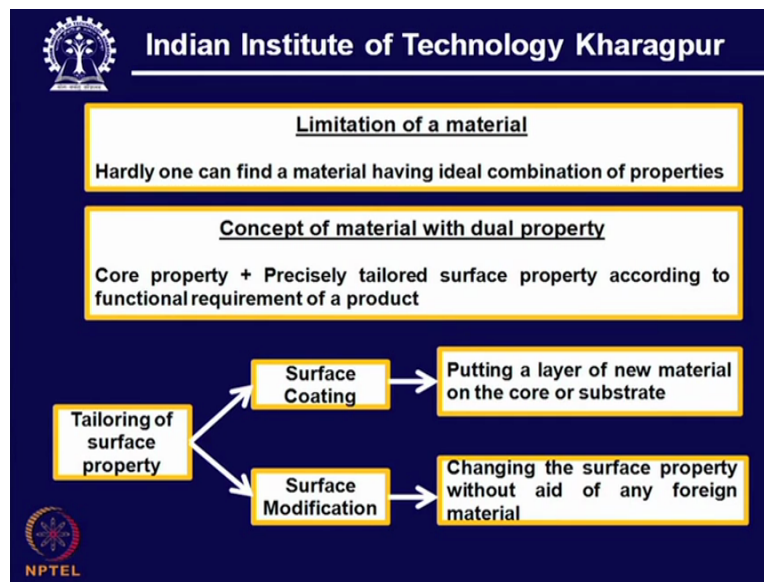 Indian Institute of Technology Kharagpur
Limitation of a material
Hardly one can find a material having ideal combination of properties
Concept of material with dual property
Core property + Precisely tailored surface property according to
functional requirement of a product
Tailoring of
surface
property
Surface
Coating
Putting a layer of new material
on the core or substrate
Surface
Modification
Changing the surface property
without aid of any foreign
material
NPTEL